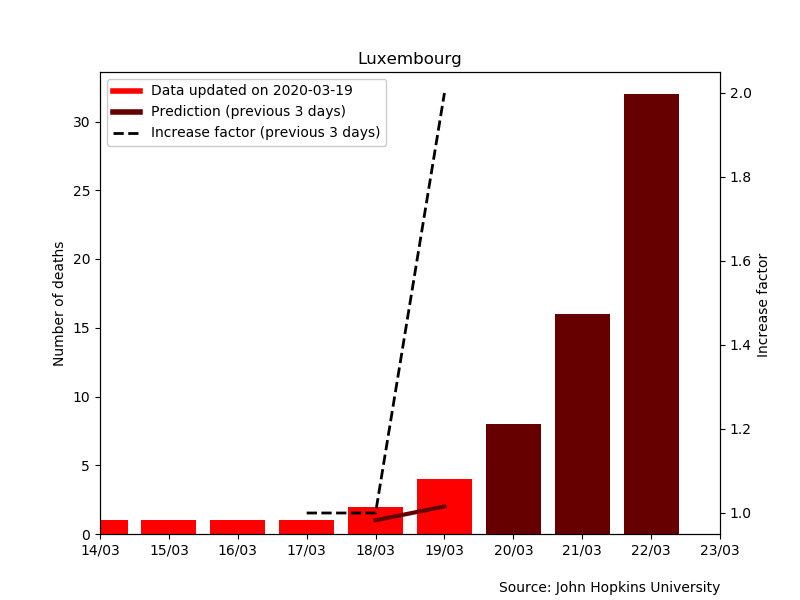 Luxembourg
Data updated on 2020-03-19
Prediction (previous 3 days)
Increase factor (previous 3 days)
Number of deaths
30
25
20
15
10
5
0
2.0
1.8
1.6
1.4
1.2
1.0
Increase factor
14/03 15/03 16/03 17/03 18/03 19/03 20/03 21/03 22/03 23/03
Source: John Hopkins University